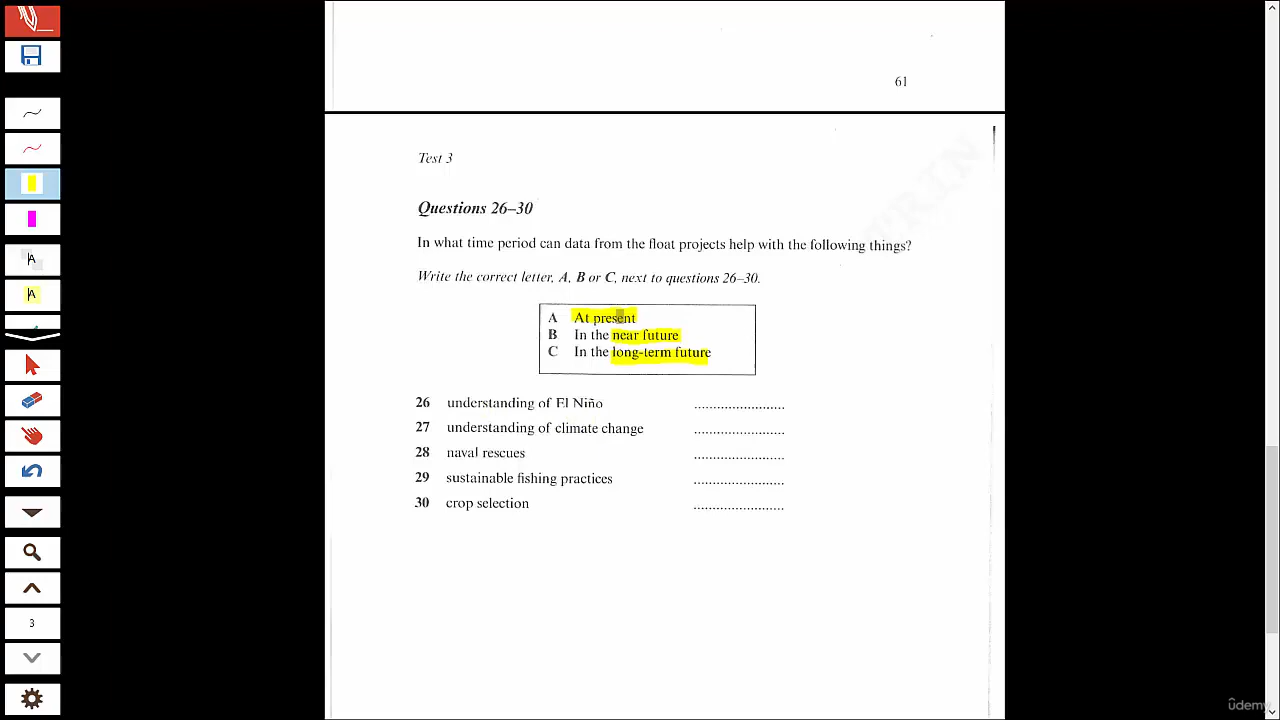 61
Test 3
TRIN
Questions 26–30
In what time period can data from the float projects help with the following things?
Write the correct letter, A, B or C, next to questions 26–30.
A At present
B In the near future
C In the long-term future
26 understanding of El Niño ........................
27 understanding of climate change ........................
28 naval rescues ........................
29 sustainable fishing practices ........................
30 crop selection ........................
A
A
3
ûdemy